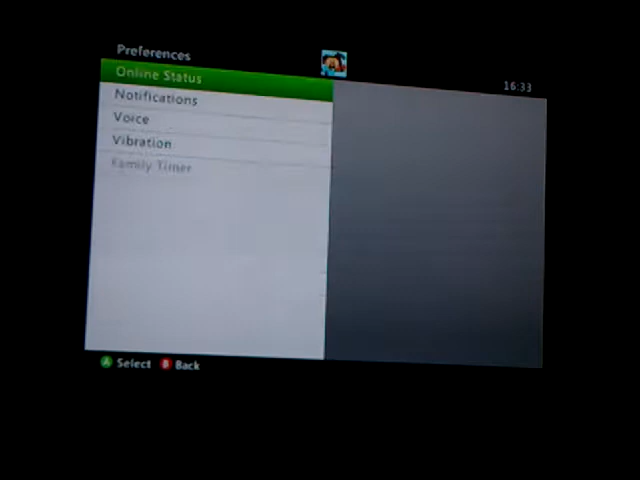 Preferences
16:33
Online Status
Notifications
Voice
Vibration
Family Timer
A Select B Back